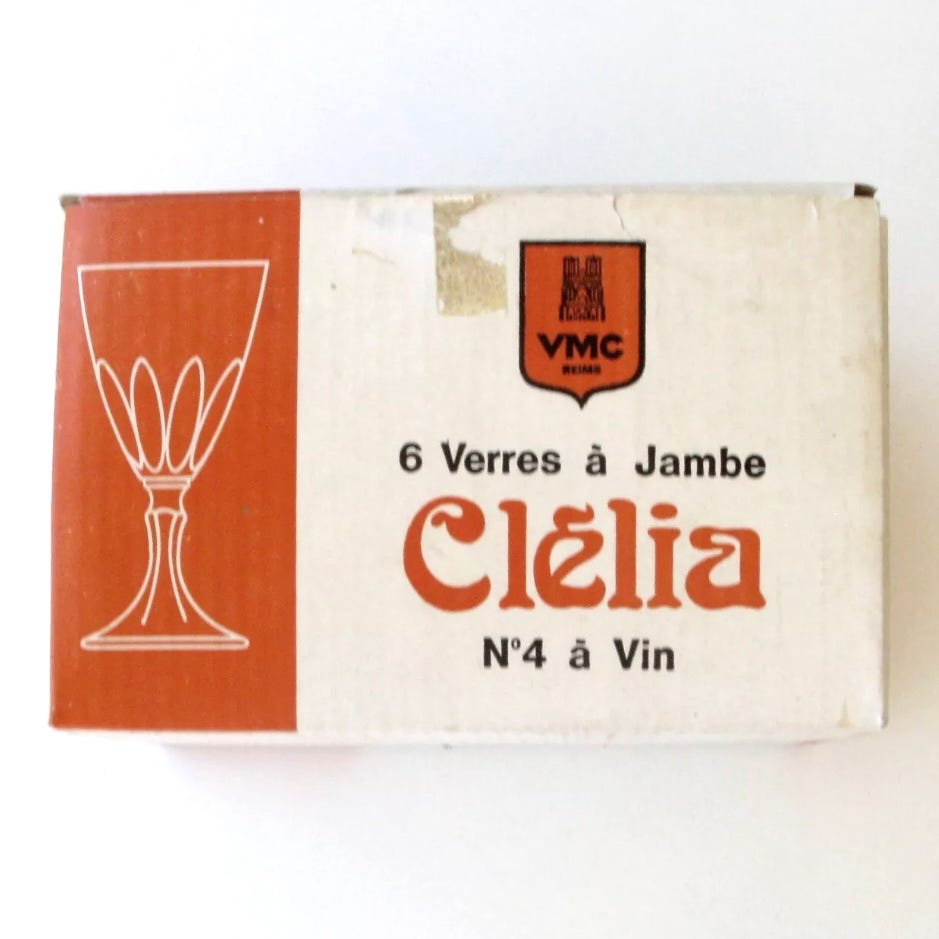 VMC
REIMS
6 Verres à Jambe
Clélia
N°4 à Vin